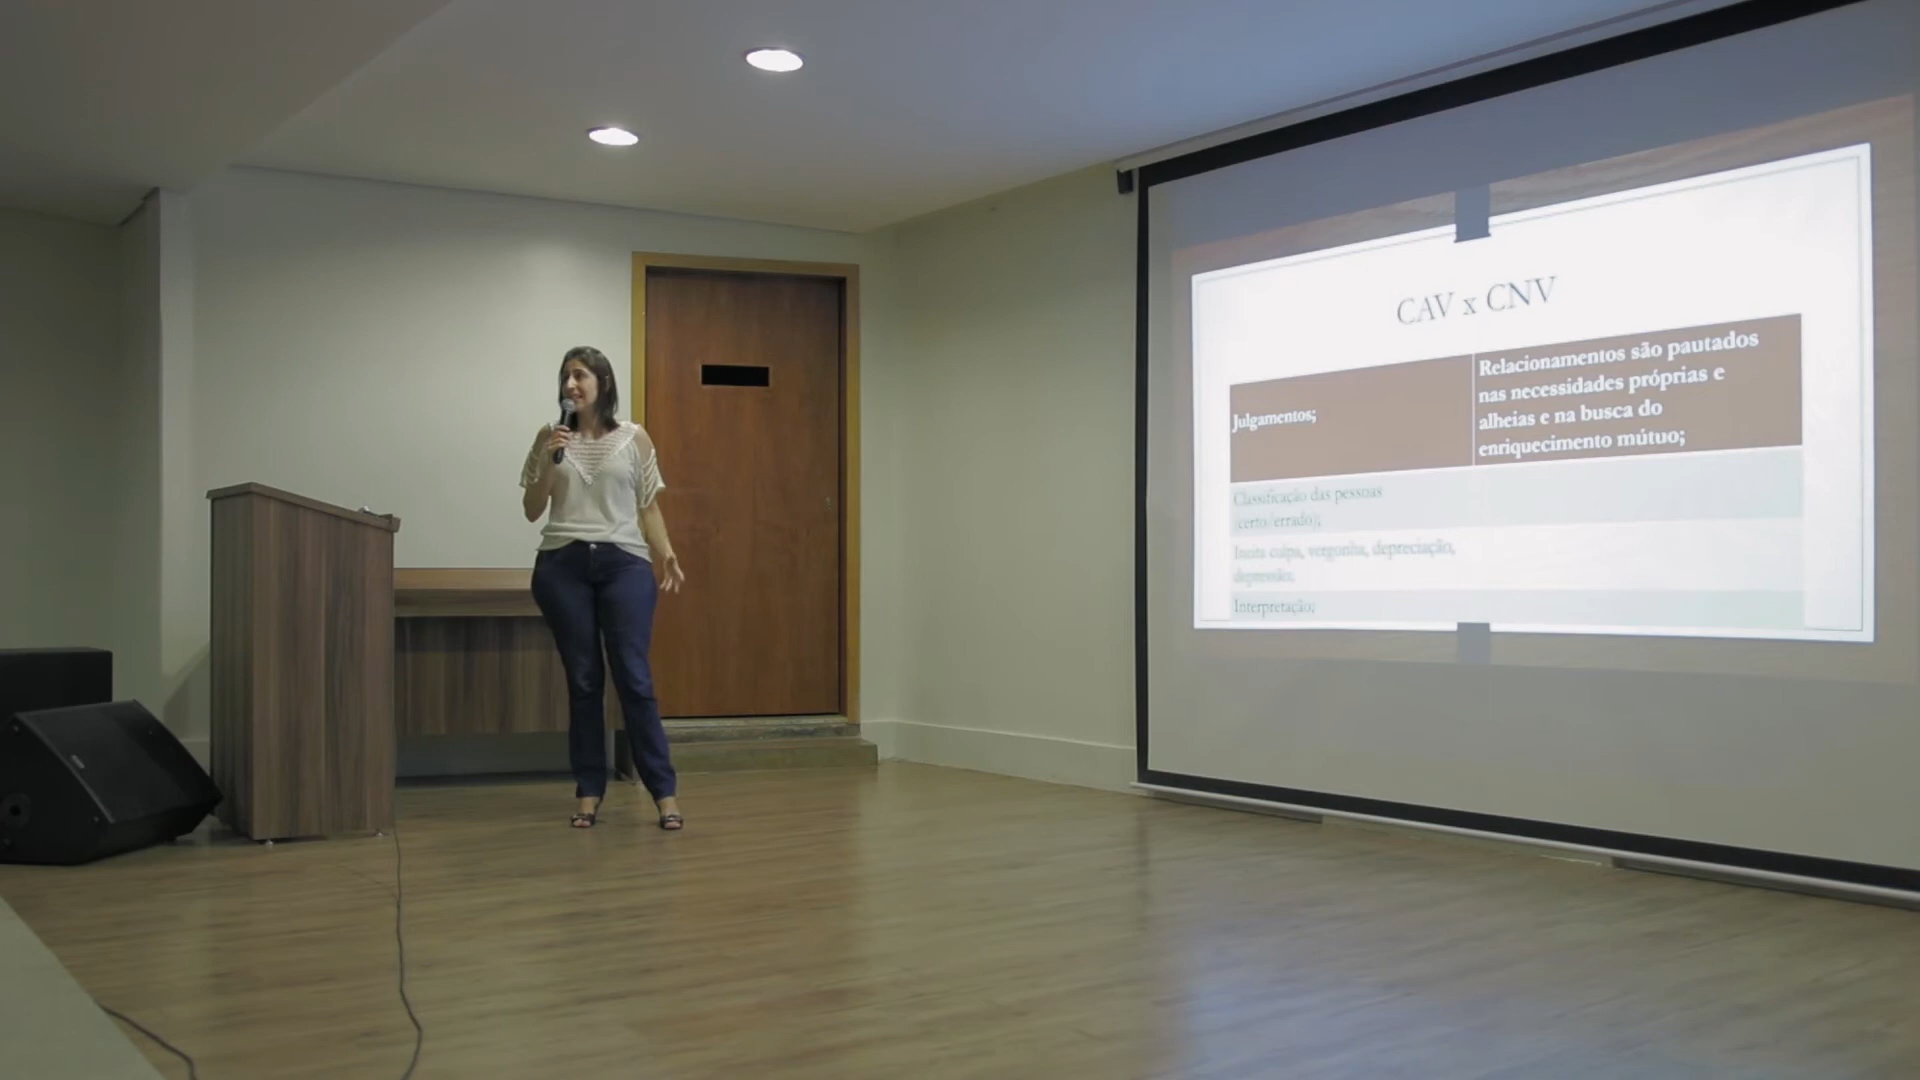 CAV x CNV
Julgamentos;
Relacionamentos são pautados
nas necessidades próprias e
alheias e na busca do
enriquecimento mútuo;
Classificação das pessoas
(certo/errado);
Incita culpa, vergonha, depreciação,
depressão;
Interpretação;